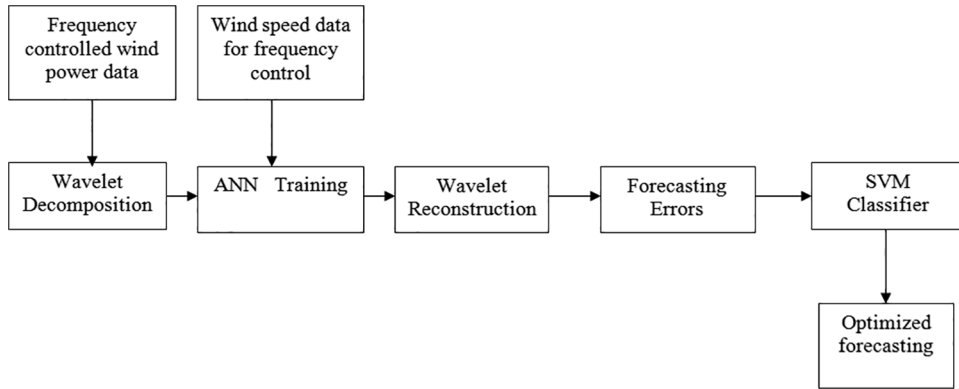 Frequency
controlled wind
power data
Wind speed data
for frequency
control
Wavelet
Decomposition
ANN Training
Wavelet
Reconstruction
Forecasting
Errors
SVM
Classifier
Optimized
forecasting